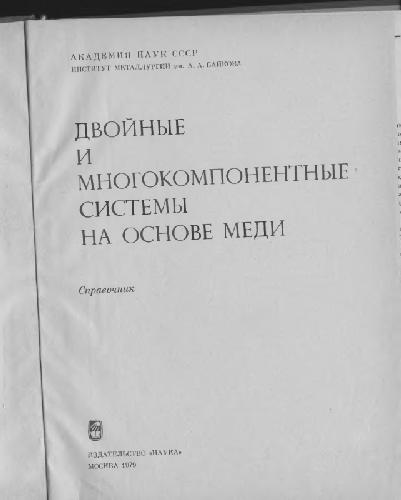 АКАДЕМИЯ НАУК СССР
ИНСТИТУТ МЕТАЛЛУРГИИ им. А. А. БАЙКОВА
ДВОЙНЫЕ
И
МНОГОКОМПОНЕНТНЫЕ
СИСТЕМЫ
НА ОСНОВЕ МЕДИ
Справочник
ИЗДАТЕЛЬСТВО «НАУКА»
МОСКВА 1979